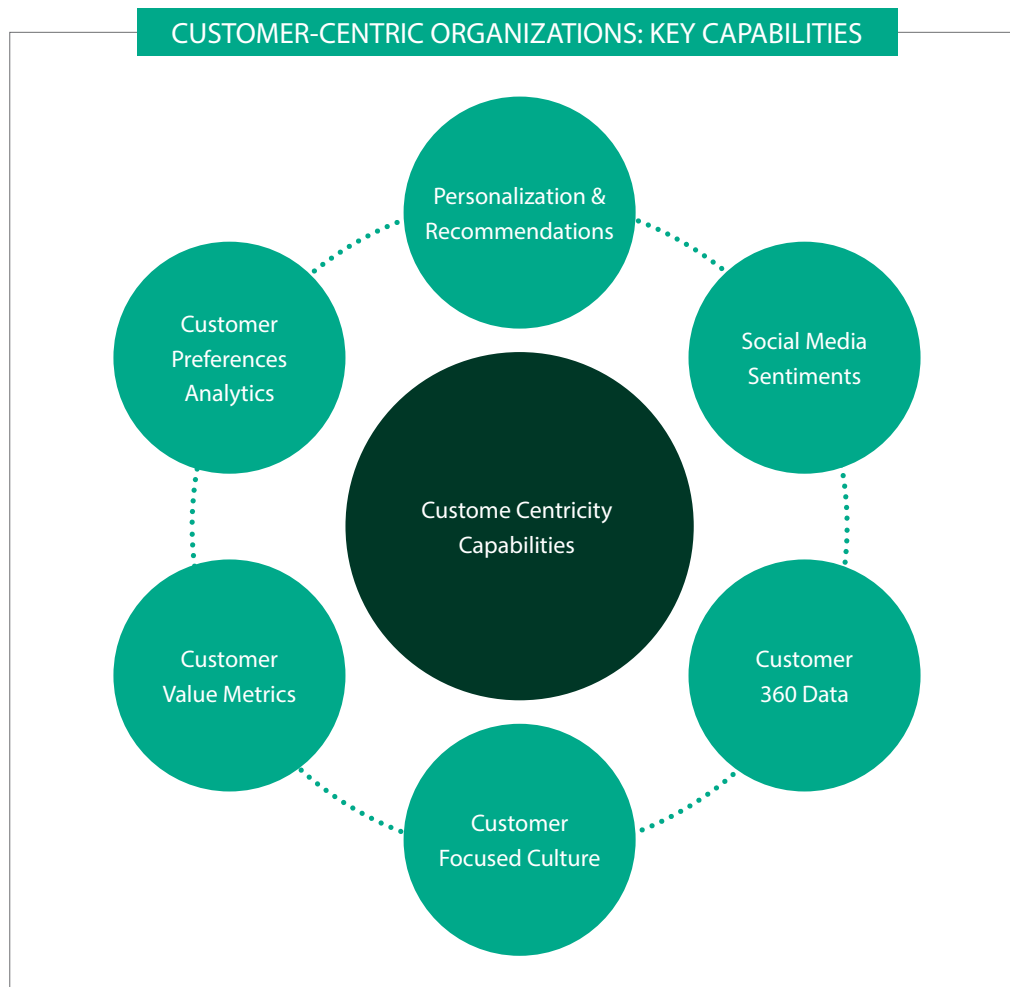 CUSTOMER-CENTRIC ORGANIZATIONS: KEY CAPABILITIES
Personalization &
Recommendations
Customer
Preferences
Analytics
Social Media
Sentiments
Custome Centricity
Capabilities
Customer
Value Metrics
Customer
360 Data
Customer
Focused Culture